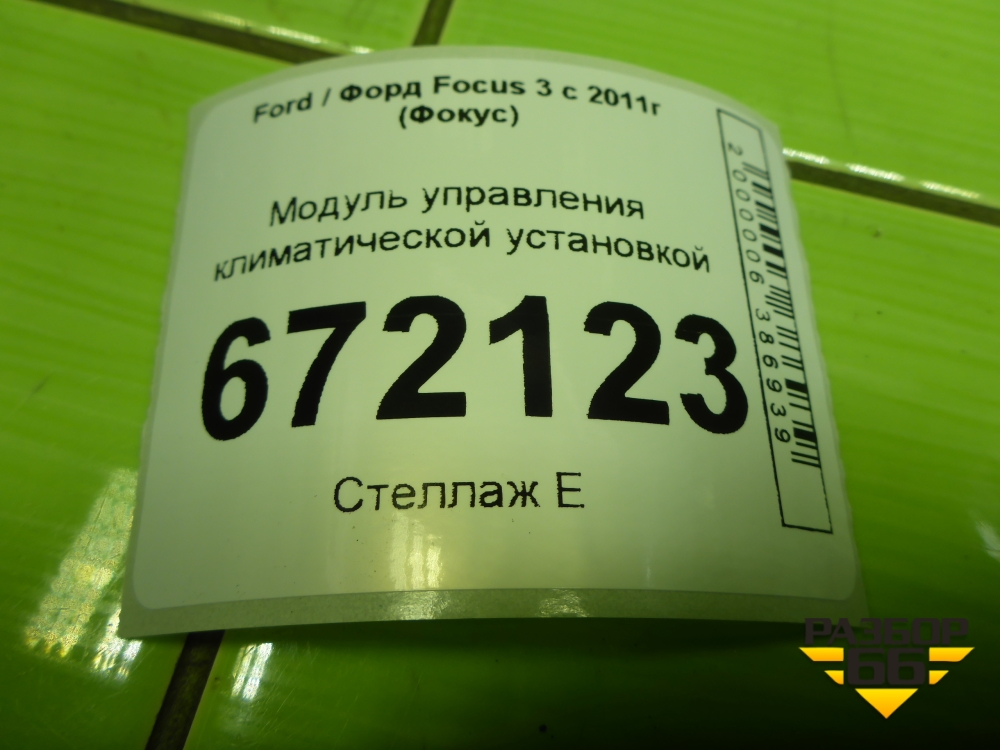 Ford / Форд Focus 3 с 2011г
(Фокус)
Модуль управления
климатической установкой
672123
Стеллаж Е
2000006386939
РАЗБОР
66